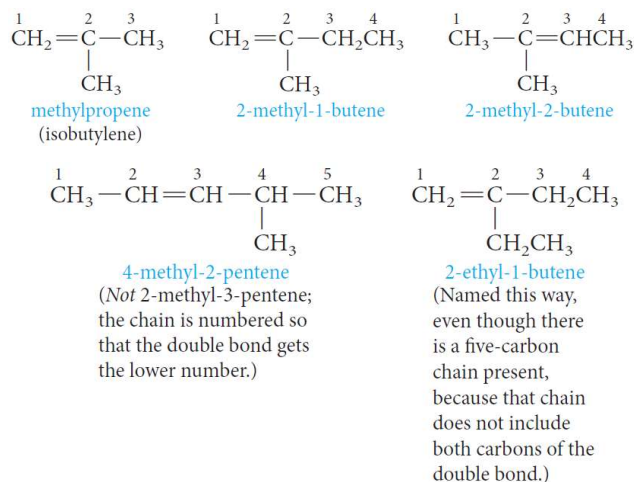 1 2 3 1 2 3 4 1 2 3 4
CH₂=C—CH₃ CH₂=C—CH₂CH₃ CH₃—C=CHCH₃
CH₃ CH₃ CH₃
methylpropene 2-methyl-1-butene 2-methyl-2-butene
(isobutylene)
1 2 3 4 5
CH₃—CH=CH—CH—CH₃
CH₃
4-methyl-2-pentene
(Not 2-methyl-3-pentene;
the chain is numbered so
that the double bond gets
the lower number.)
1 2 3 4
CH₂=C—CH₂CH₃
CH₂CH₃
2-ethyl-1-butene
(Named this way,
even though there
is a five-carbon
chain present,
because that chain
does not include
both carbons of the
double bond.)